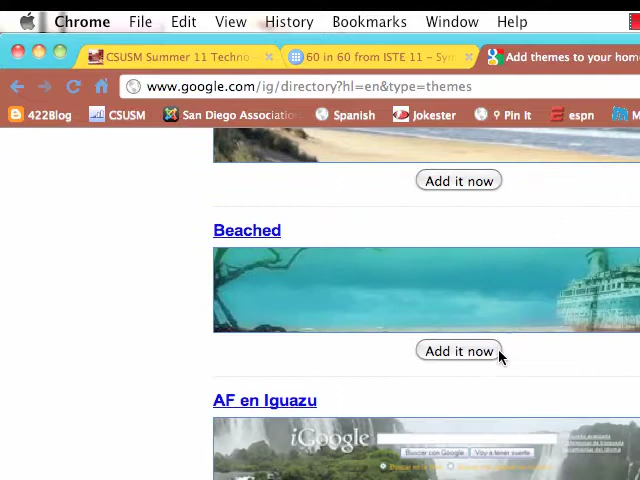 Chrome File Edit View History Bookmarks Window Help
CSUSM Summer 11 Techno 60 in 60 from ISTE 11 – Sym Add themes to your hom
www.google.com/ig/directory?hl=en&type=themes
422Blog CSUSM San Diego Associatio Spanish Jokester Pin It espn M
Add it now
Beached
Add it now
AF en Iguazu
iGoogle
Buscar con Google Voy a tener suerte